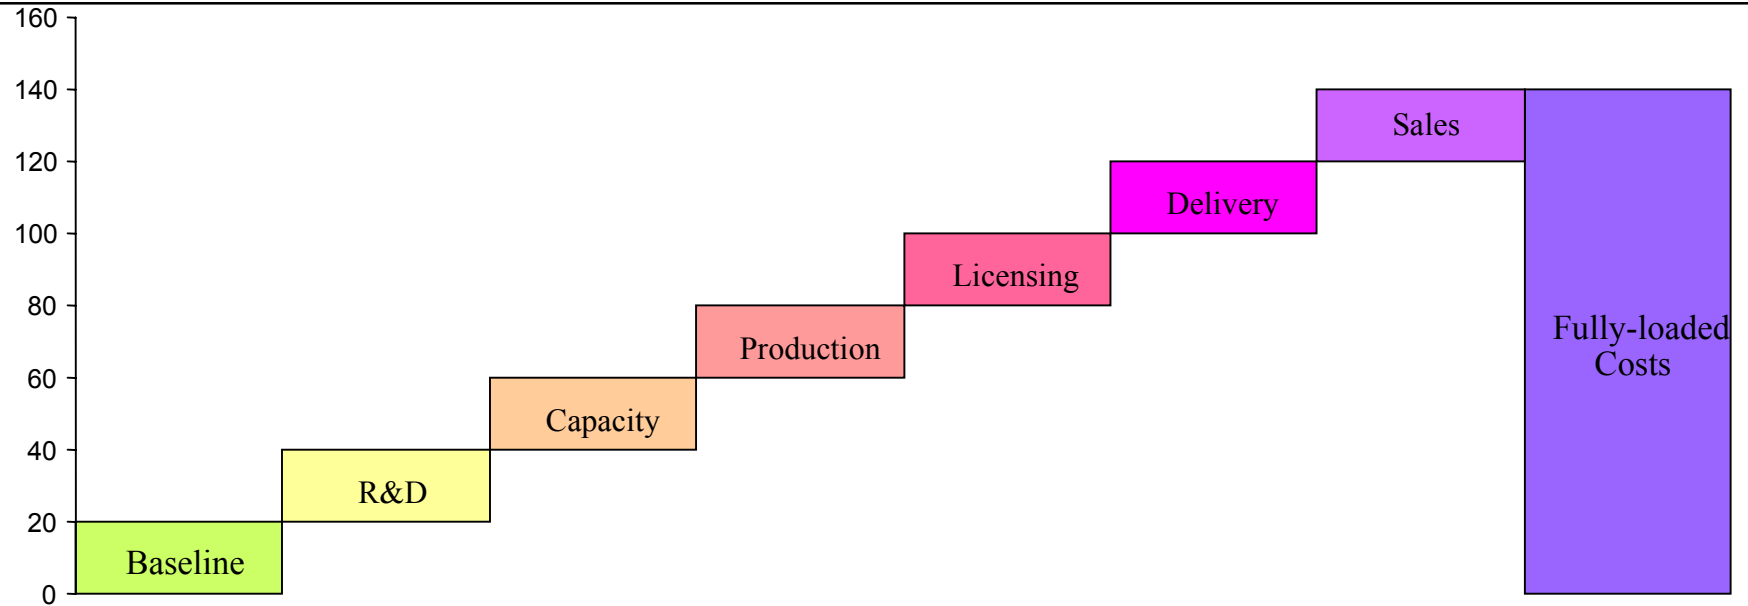 160
140
120
100
80
60
40
20
0
Baseline
R&D
Capacity
Production
Licensing
Delivery
Sales
Fully-loaded
Costs